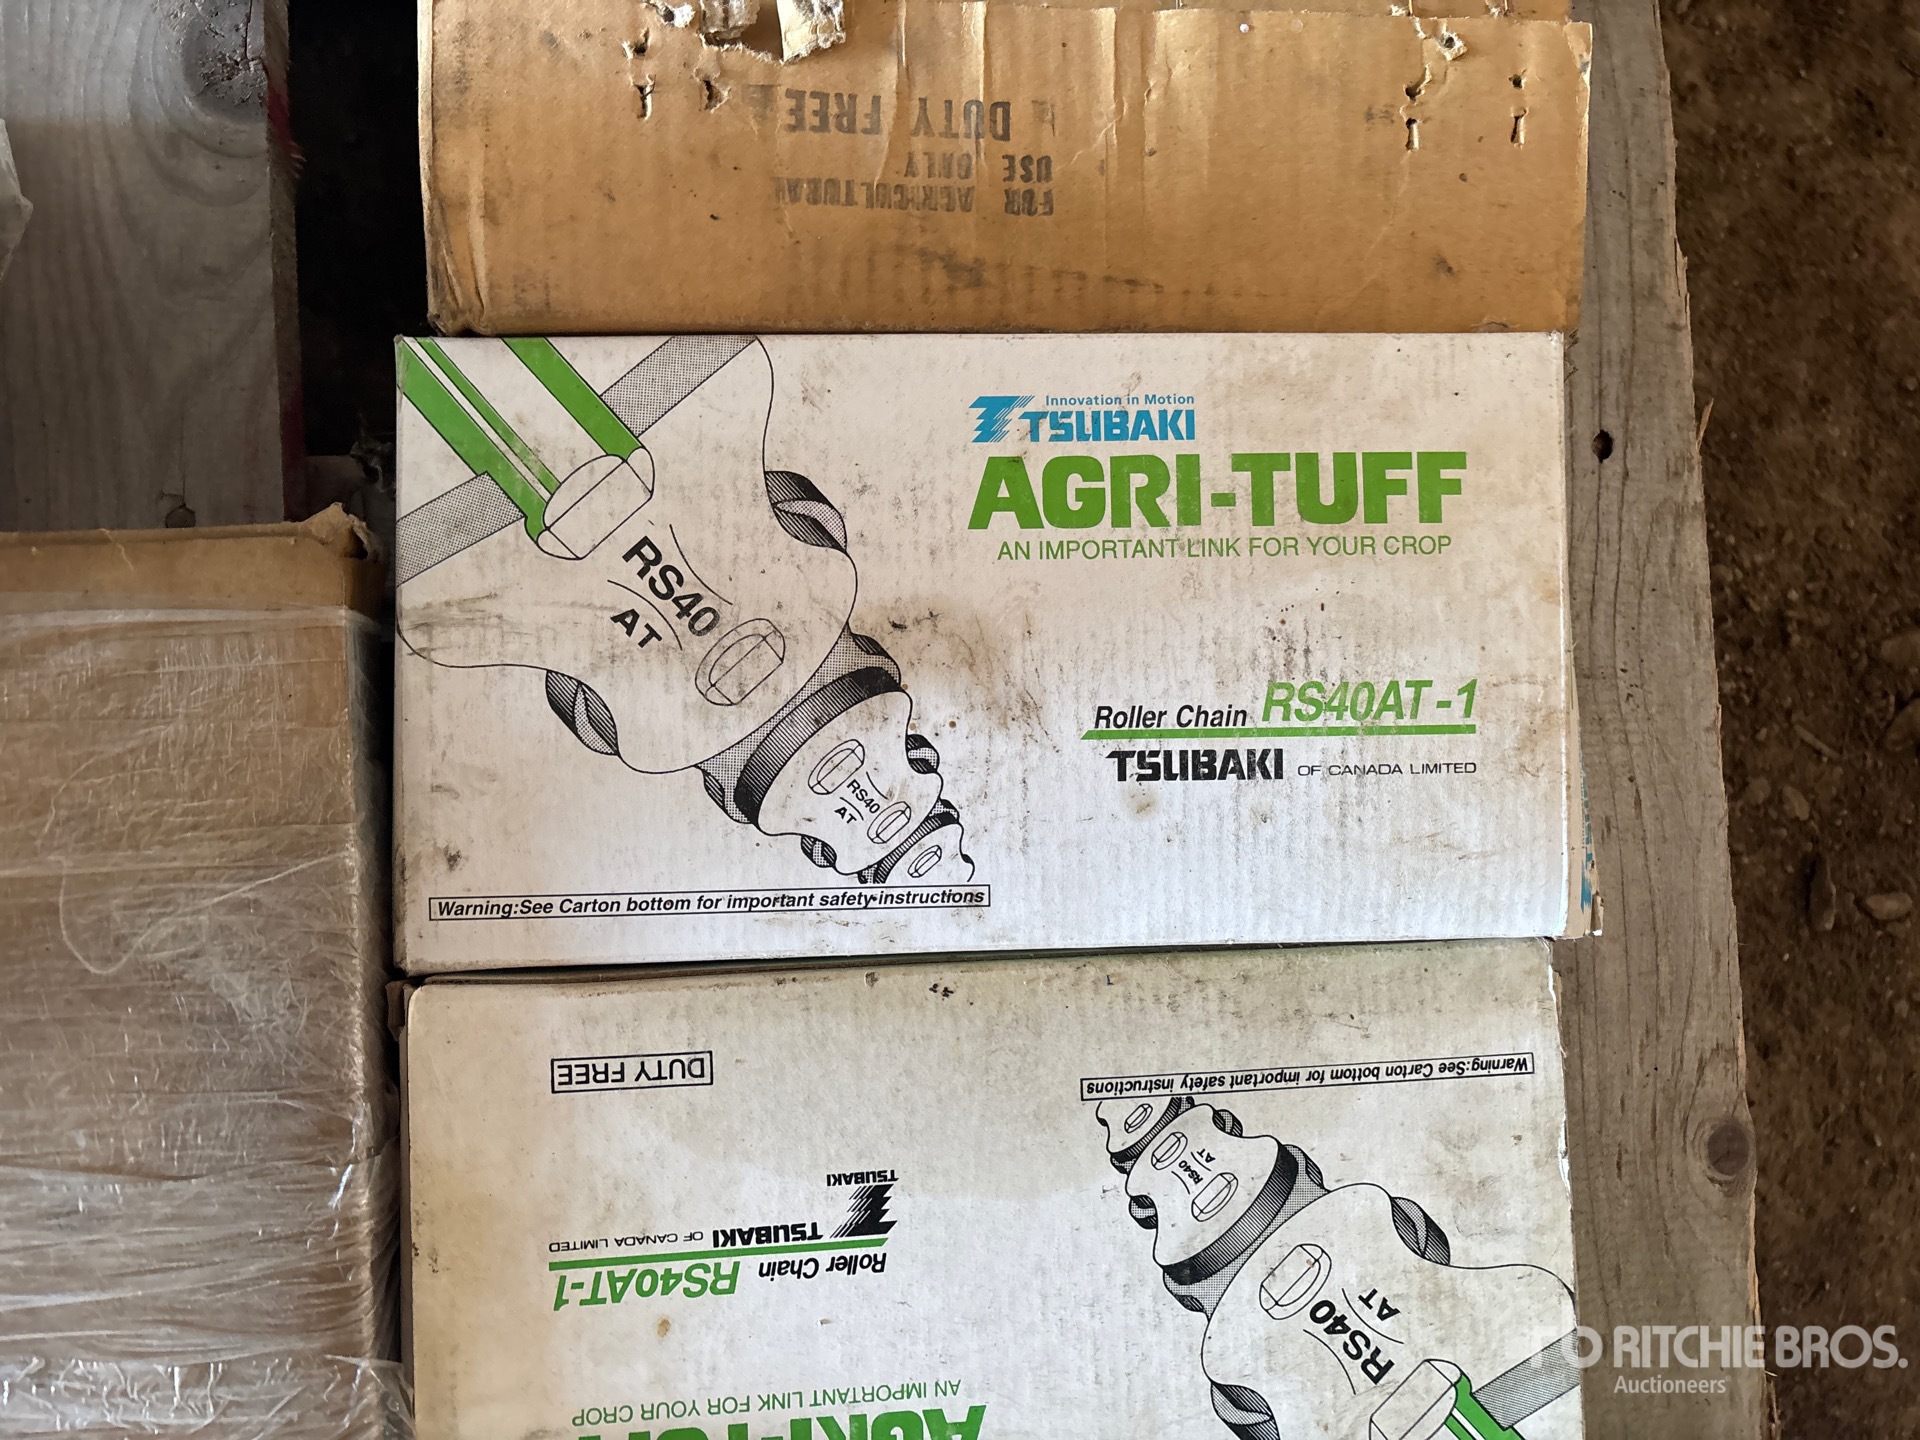 DUTY FREE
USE ONLY
FOR AGRICULTURAL
Innovation in Motion
TSUBAKI
AGRI-TUFF
AN IMPORTANT LINK FOR YOUR CROP
RS40
AT
Roller Chain RS40AT-1
TSUBAKI OF CANADA LIMITED
RS40
AT
Warning:See Carton bottom for important safety instructions
Warning:See Carton bottom for important safety instructions
DUTY FREE
TSUBAKI
TSUBAKI OF CANADA LIMITED
Roller Chain RS40AT-1
RS40
AT
RS40
AT
AN IMPORTANT LINK FOR YOUR CROP
AGRI-TUFF
RITCHIE BROS.
Auctioneers